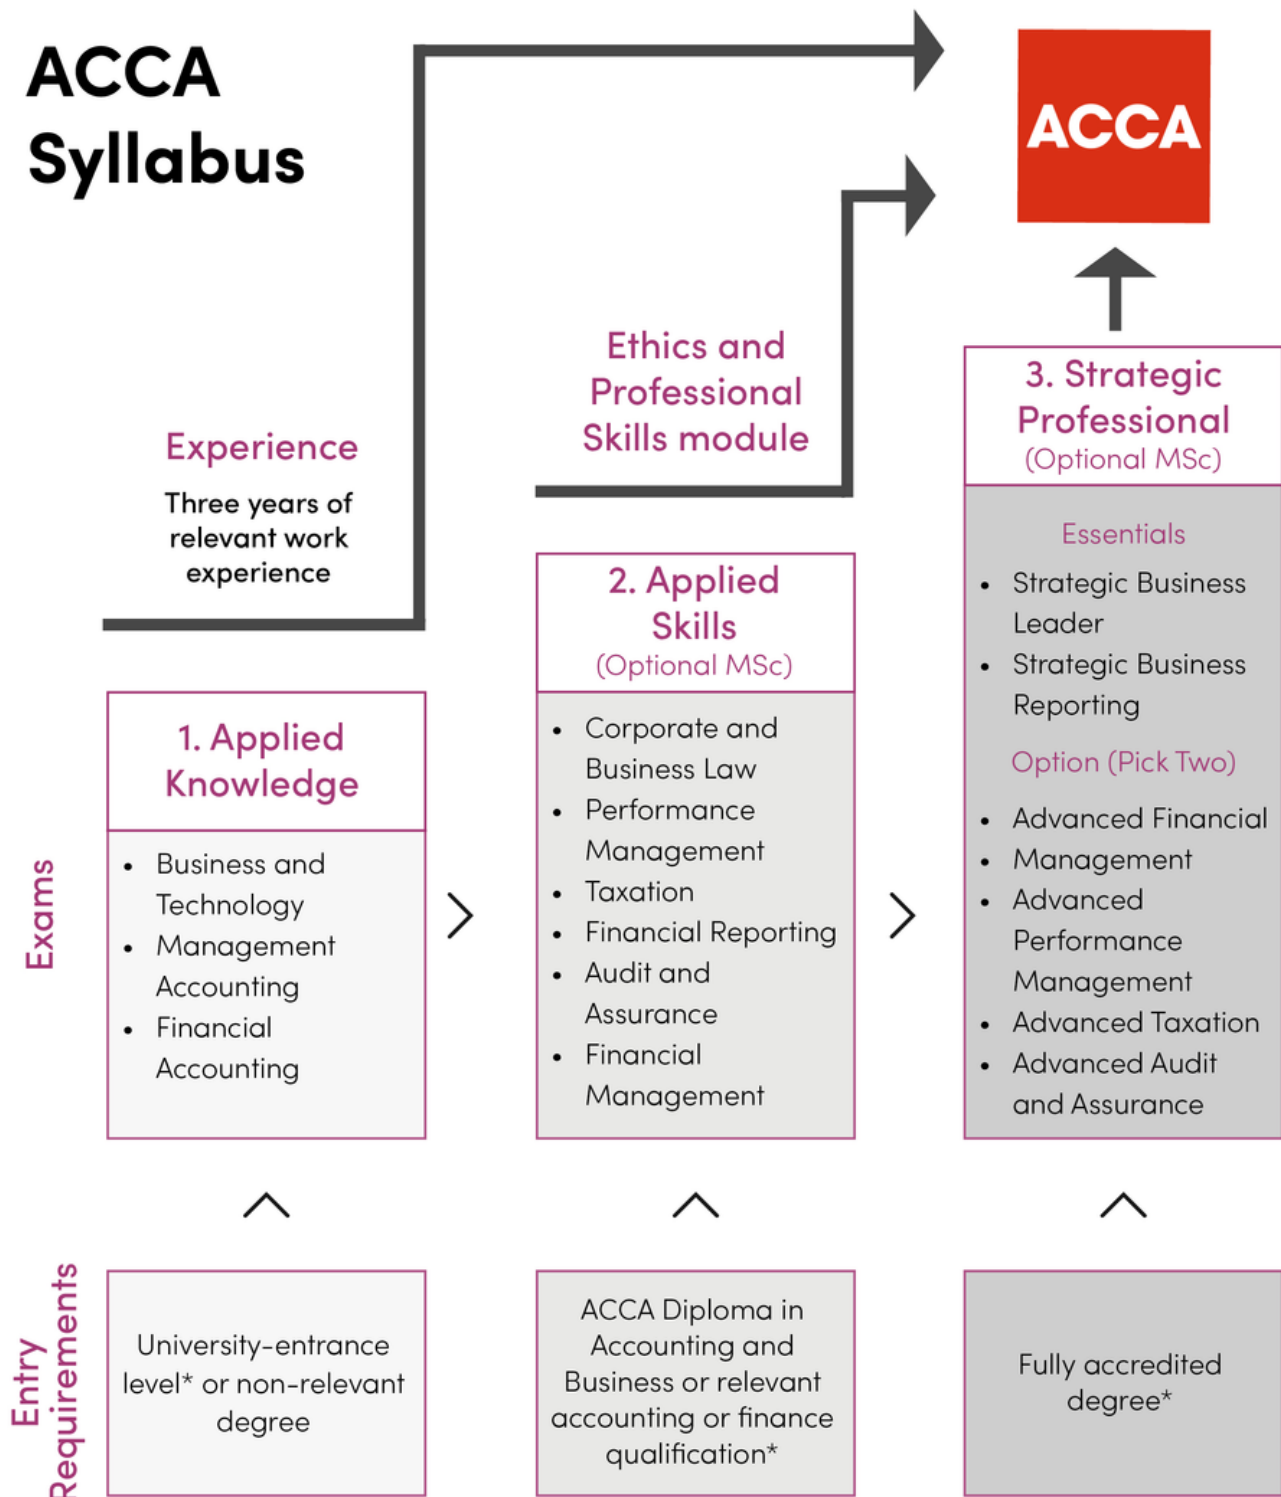 ACCA
Syllabus
ACCA
Experience
Three years of
relevant work
experience
Ethics and
Professional
Skills module
Exams
1. Applied
Knowledge
• Business and
Technology
• Management
Accounting
• Financial
Accounting
2. Applied
Skills
(Optional MSc)
• Corporate and
Business Law
• Performance
Management
• Taxation
• Financial Reporting
• Audit and
Assurance
• Financial
Management
3. Strategic
Professional
(Optional MSc)
Essentials
• Strategic Business
Leader
• Strategic Business
Reporting
Option (Pick Two)
• Advanced Financial
• Management
• Advanced
Performance
Management
• Advanced Taxation
• Advanced Audit
and Assurance
Entry
Requirements
University-entrance
level* or non-relevant
degree
ACCA Diploma in
Accounting and
Business or relevant
accounting or finance
qualification*
Fully accredited
degree*